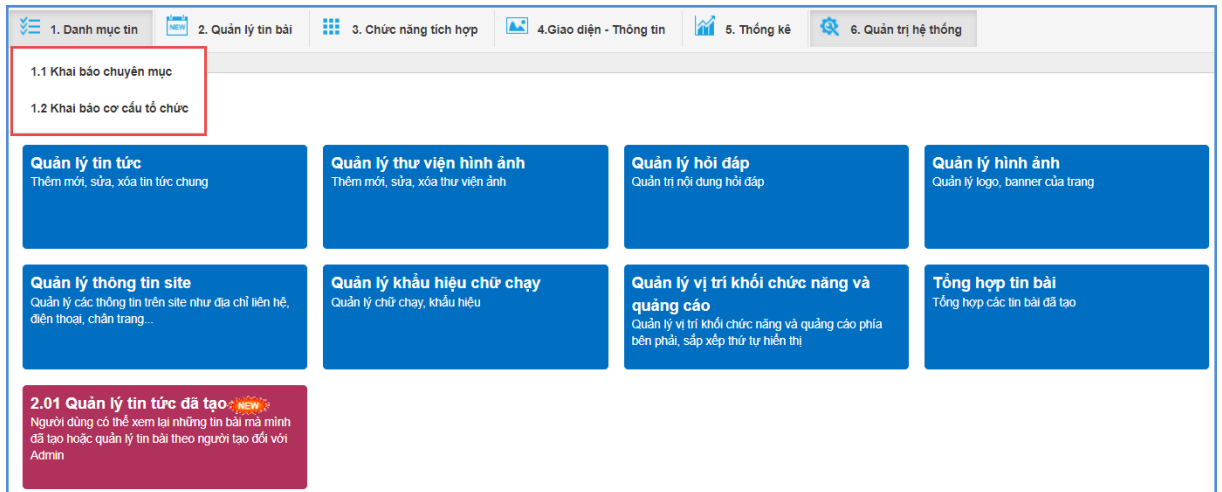 1. Danh mục tin
NEW
2. Quản lý tin bài
3. Chức năng tích hợp
4.Giao diện - Thông tin
5. Thống kê
6. Quản trị hệ thống
1.1 Khai báo chuyên mục
1.2 Khai báo cơ cấu tổ chức
Quản lý tin tức
Thêm mới, sửa, xóa tin tức chung
Quản lý thư viện hình ảnh
Thêm mới, sửa, xóa thư viện ảnh
Quản lý hỏi đáp
Quản trị nội dung hỏi đáp
Quản lý hình ảnh
Quản lý logo, banner của trang
Quản lý thông tin site
Quản lý các thông tin trên site như địa chỉ liên hệ,
điện thoại, chân trang...
Quản lý khẩu hiệu chữ chạy
Quản lý chữ chạy, khẩu hiệu
Quản lý vị trí khối chức năng và
quảng cáo
Quản lý vị trí khối chức năng và quảng cáo phía
bên phải, sắp xếp thứ tự hiển thị
Tổng hợp tin bài
Tổng hợp các tin bài đã tạo
2.01 Quản lý tin tức đã tạo NEW
Người dùng có thể xem lại những tin bài mà mình
đã tạo hoặc quản lý tin bài theo người tạo đối với
Admin